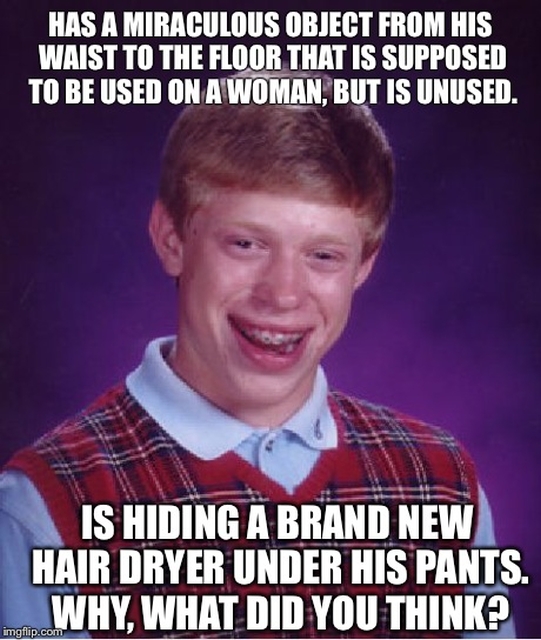 HAS A MIRACULOUS OBJECT FROM HIS
WAIST TO THE FLOOR THAT IS SUPPOSED
TO BE USED ON A WOMAN, BUT IS UNUSED.
IS HIDING A BRAND NEW
HAIR DRYER UNDER HIS PANTS.
WHY, WHAT DID YOU THINK?
imgflip.com